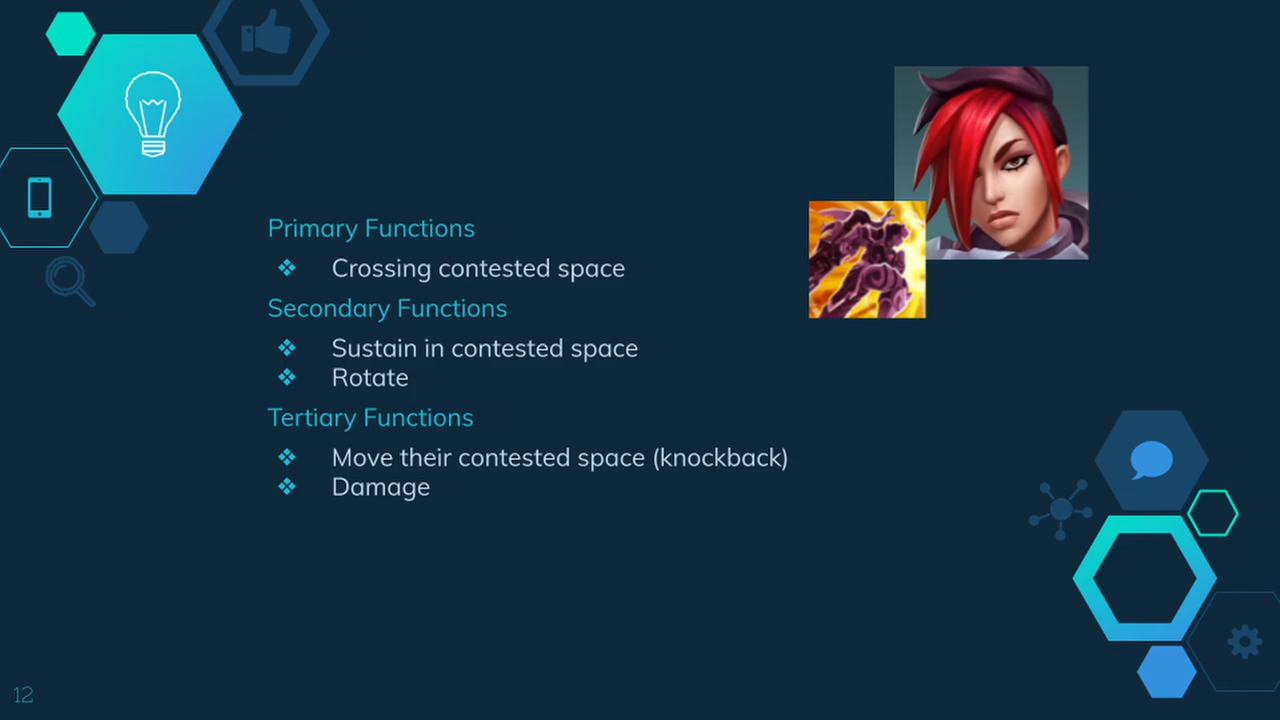 Primary Functions
❖ Crossing contested space
Secondary Functions
❖ Sustain in contested space
❖ Rotate
Tertiary Functions
❖ Move their contested space (knockback)
❖ Damage
12